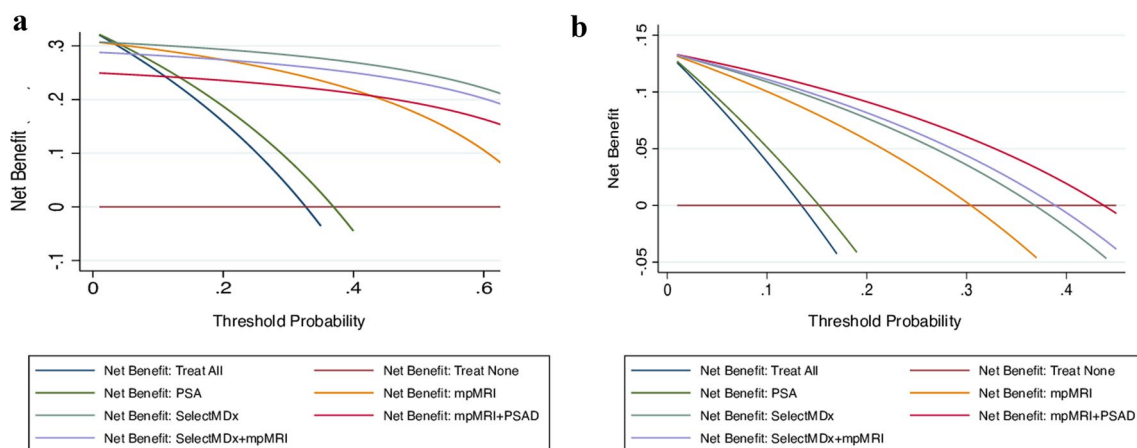 a
Net Benefit
.3
.2
.1
0
-.1
0
.2
.4
.6
Threshold Probability
Net Benefit: Treat All
Net Benefit: Treat None
Net Benefit: PSA
Net Benefit: mpMRI
Net Benefit: SelectMDx
Net Benefit: mpMRI+PSAD
Net Benefit: SelectMDx+mpMRI
b
Net Benefit
.15
.1
.05
0
-.05
0
.1
.2
.3
.4
Threshold Probability
Net Benefit: Treat All
Net Benefit: Treat None
Net Benefit: PSA
Net Benefit: mpMRI
Net Benefit: SelectMDx
Net Benefit: mpMRI+PSAD
Net Benefit: SelectMDx+mpMRI